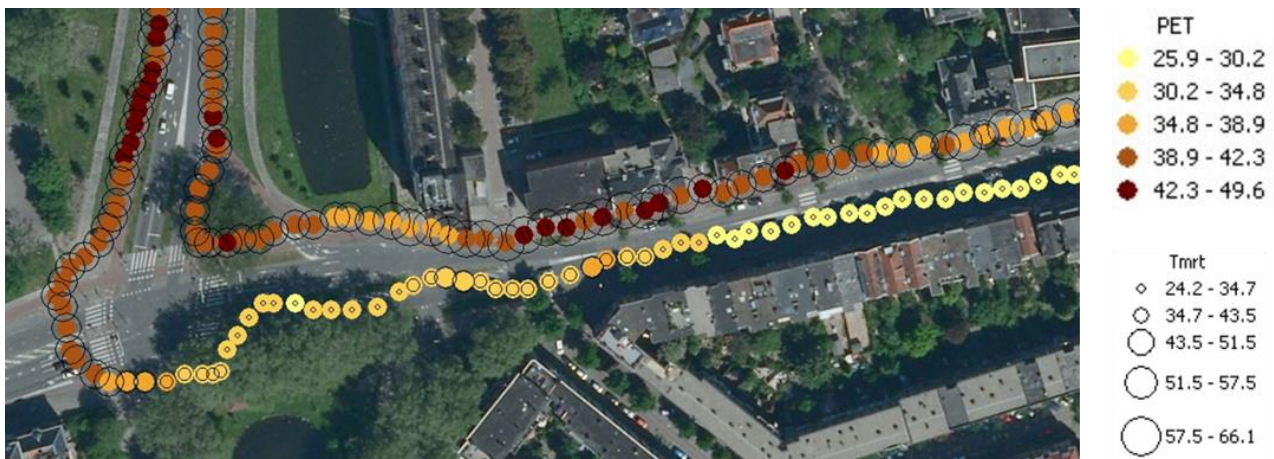 PET
25.9 - 30.2
30.2 - 34.8
34.8 - 38.9
38.9 - 42.3
42.3 - 49.6
Tmrt
24.2 - 34.7
34.7 - 43.5
43.5 - 51.5
51.5 - 57.5
57.5 - 66.1